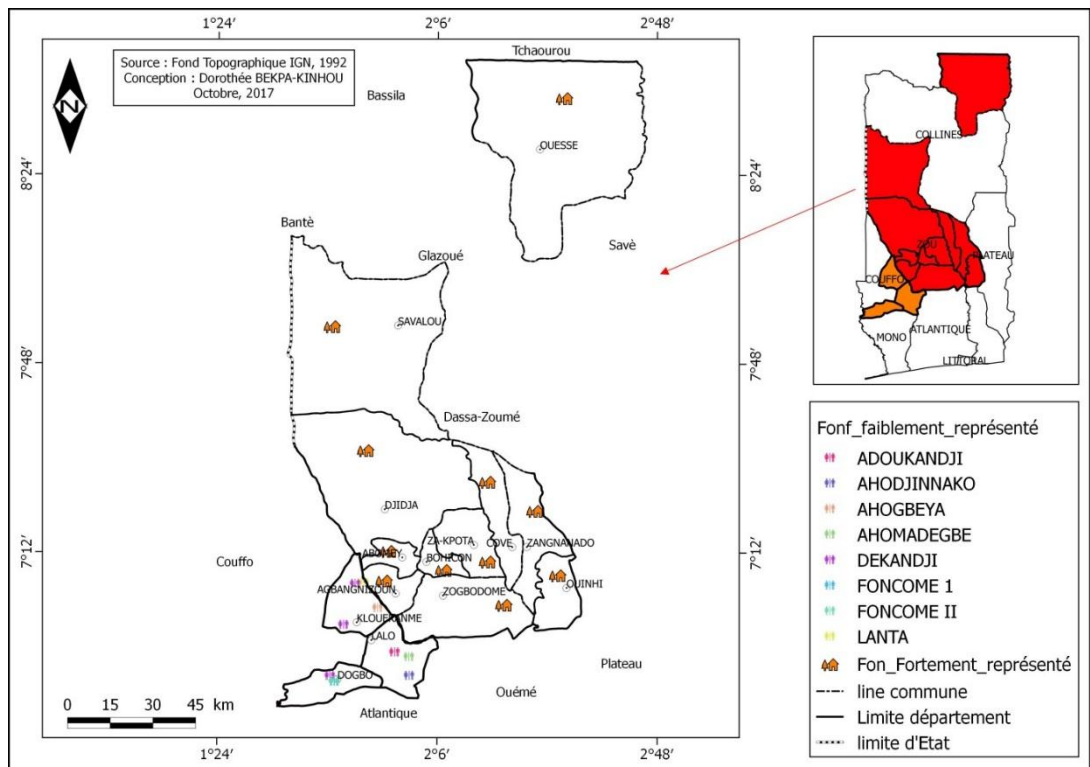 1°24'
2°6'
2°48'
Source : Fond Topographique IGN, 1992
Conception : Dorothée BEKPA-KINHOU
Octobre, 2017
N
Tchaourou
Bassila
OUESSE
8°24'
8°24'
Bantè
Glazoué
Savè
SAVALOU
7°48'
7°48'
Dassa-Zoumé
DJIDJA
ZA-KPOTA
COVE
ZANGNANADO
7°12'
ABOMEY
BOHICON
7°12'
Couffo
AGBANGNIZOUN
ZOGBODOME
OUINHI
KLOUEKANME
LALO
Plateau
DOGBO
Ouémé
Atlantique
0 15 30 45 km
1°24'
2°6'
2°48'
COLLINES
ZOU
PLATEAU
COUFFO
MONO
ATLANTIQUE
LITTORAL
Fonf_faiblement_représenté
ADOUKANDJI
AHODJINNAKO
AHOGBEYA
AHOMADEGBE
DEKANDJI
FONCOME 1
FONCOME II
LANTA
Fon_Fortement_représenté
line commune
Limite département
limite d'Etat